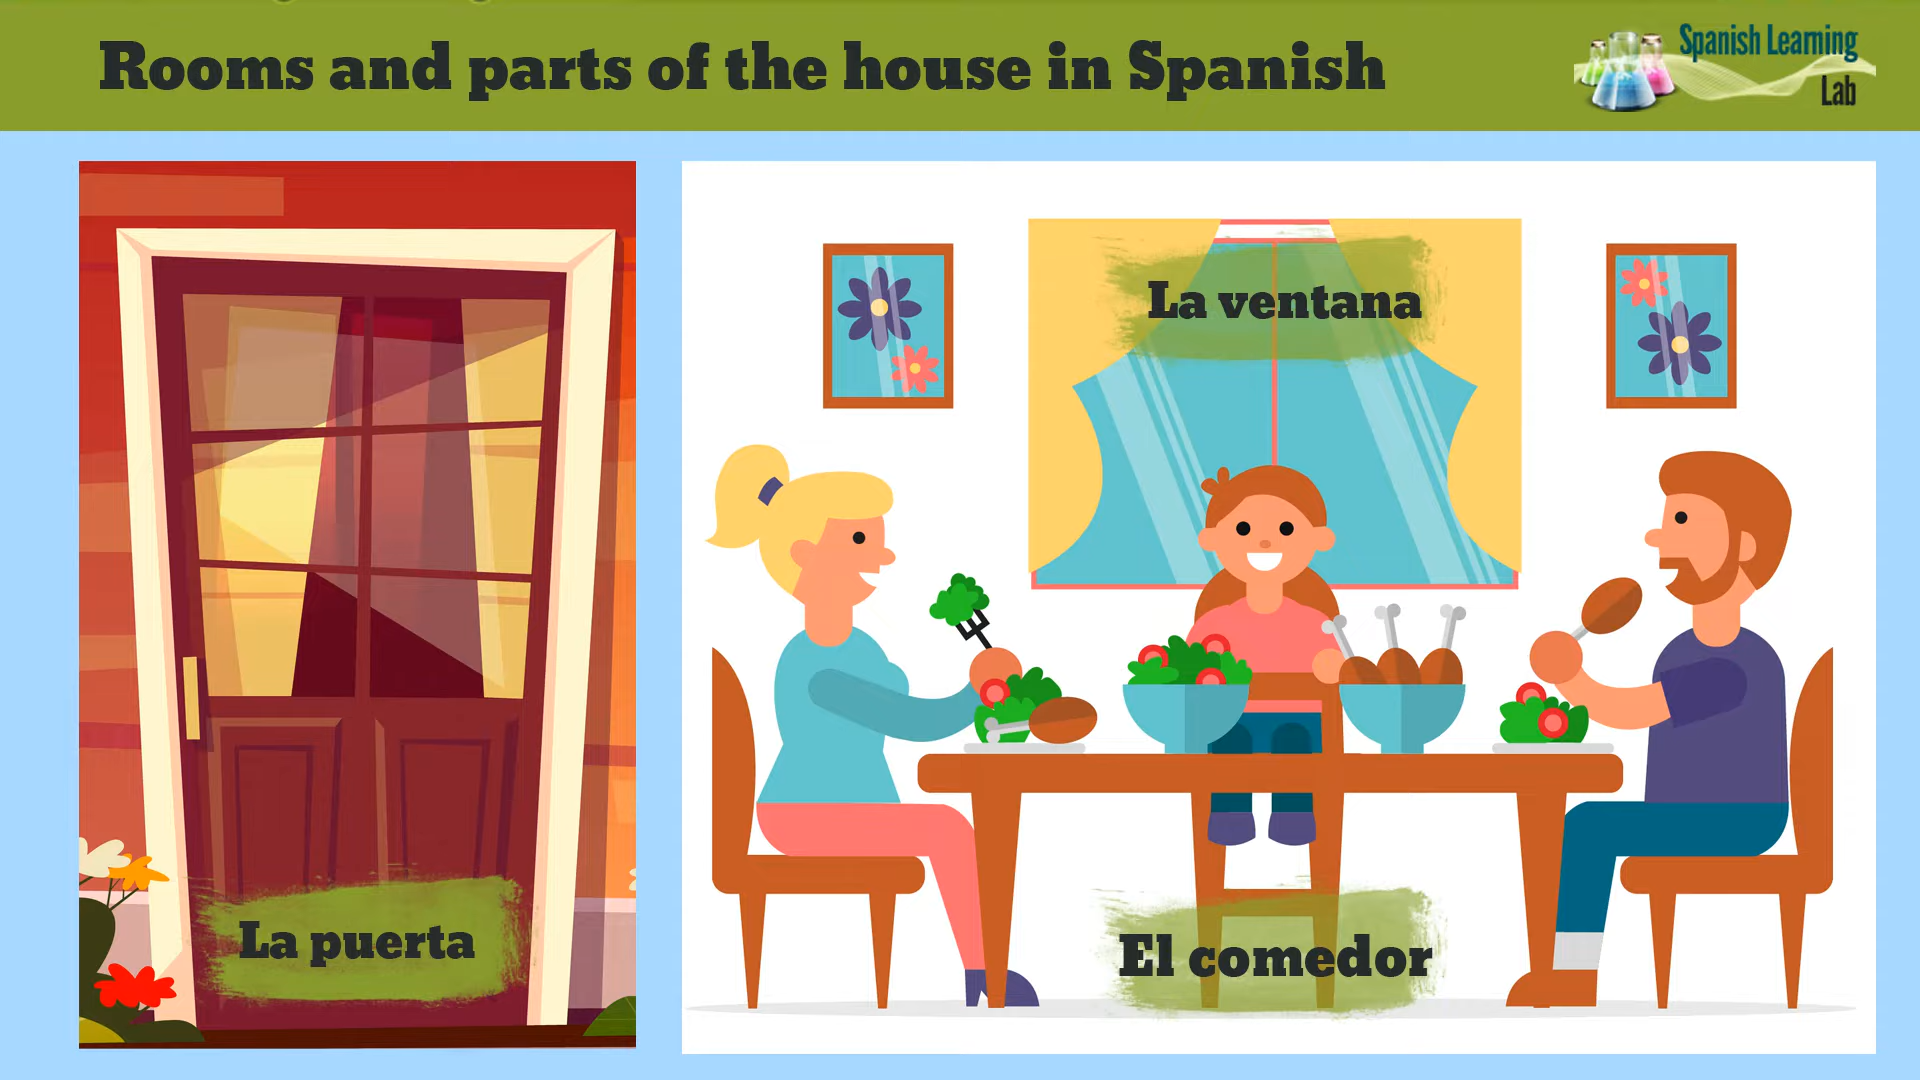 Rooms and parts of the house in Spanish
Spanish Learning
Lab
La puerta
La ventana
El comedor